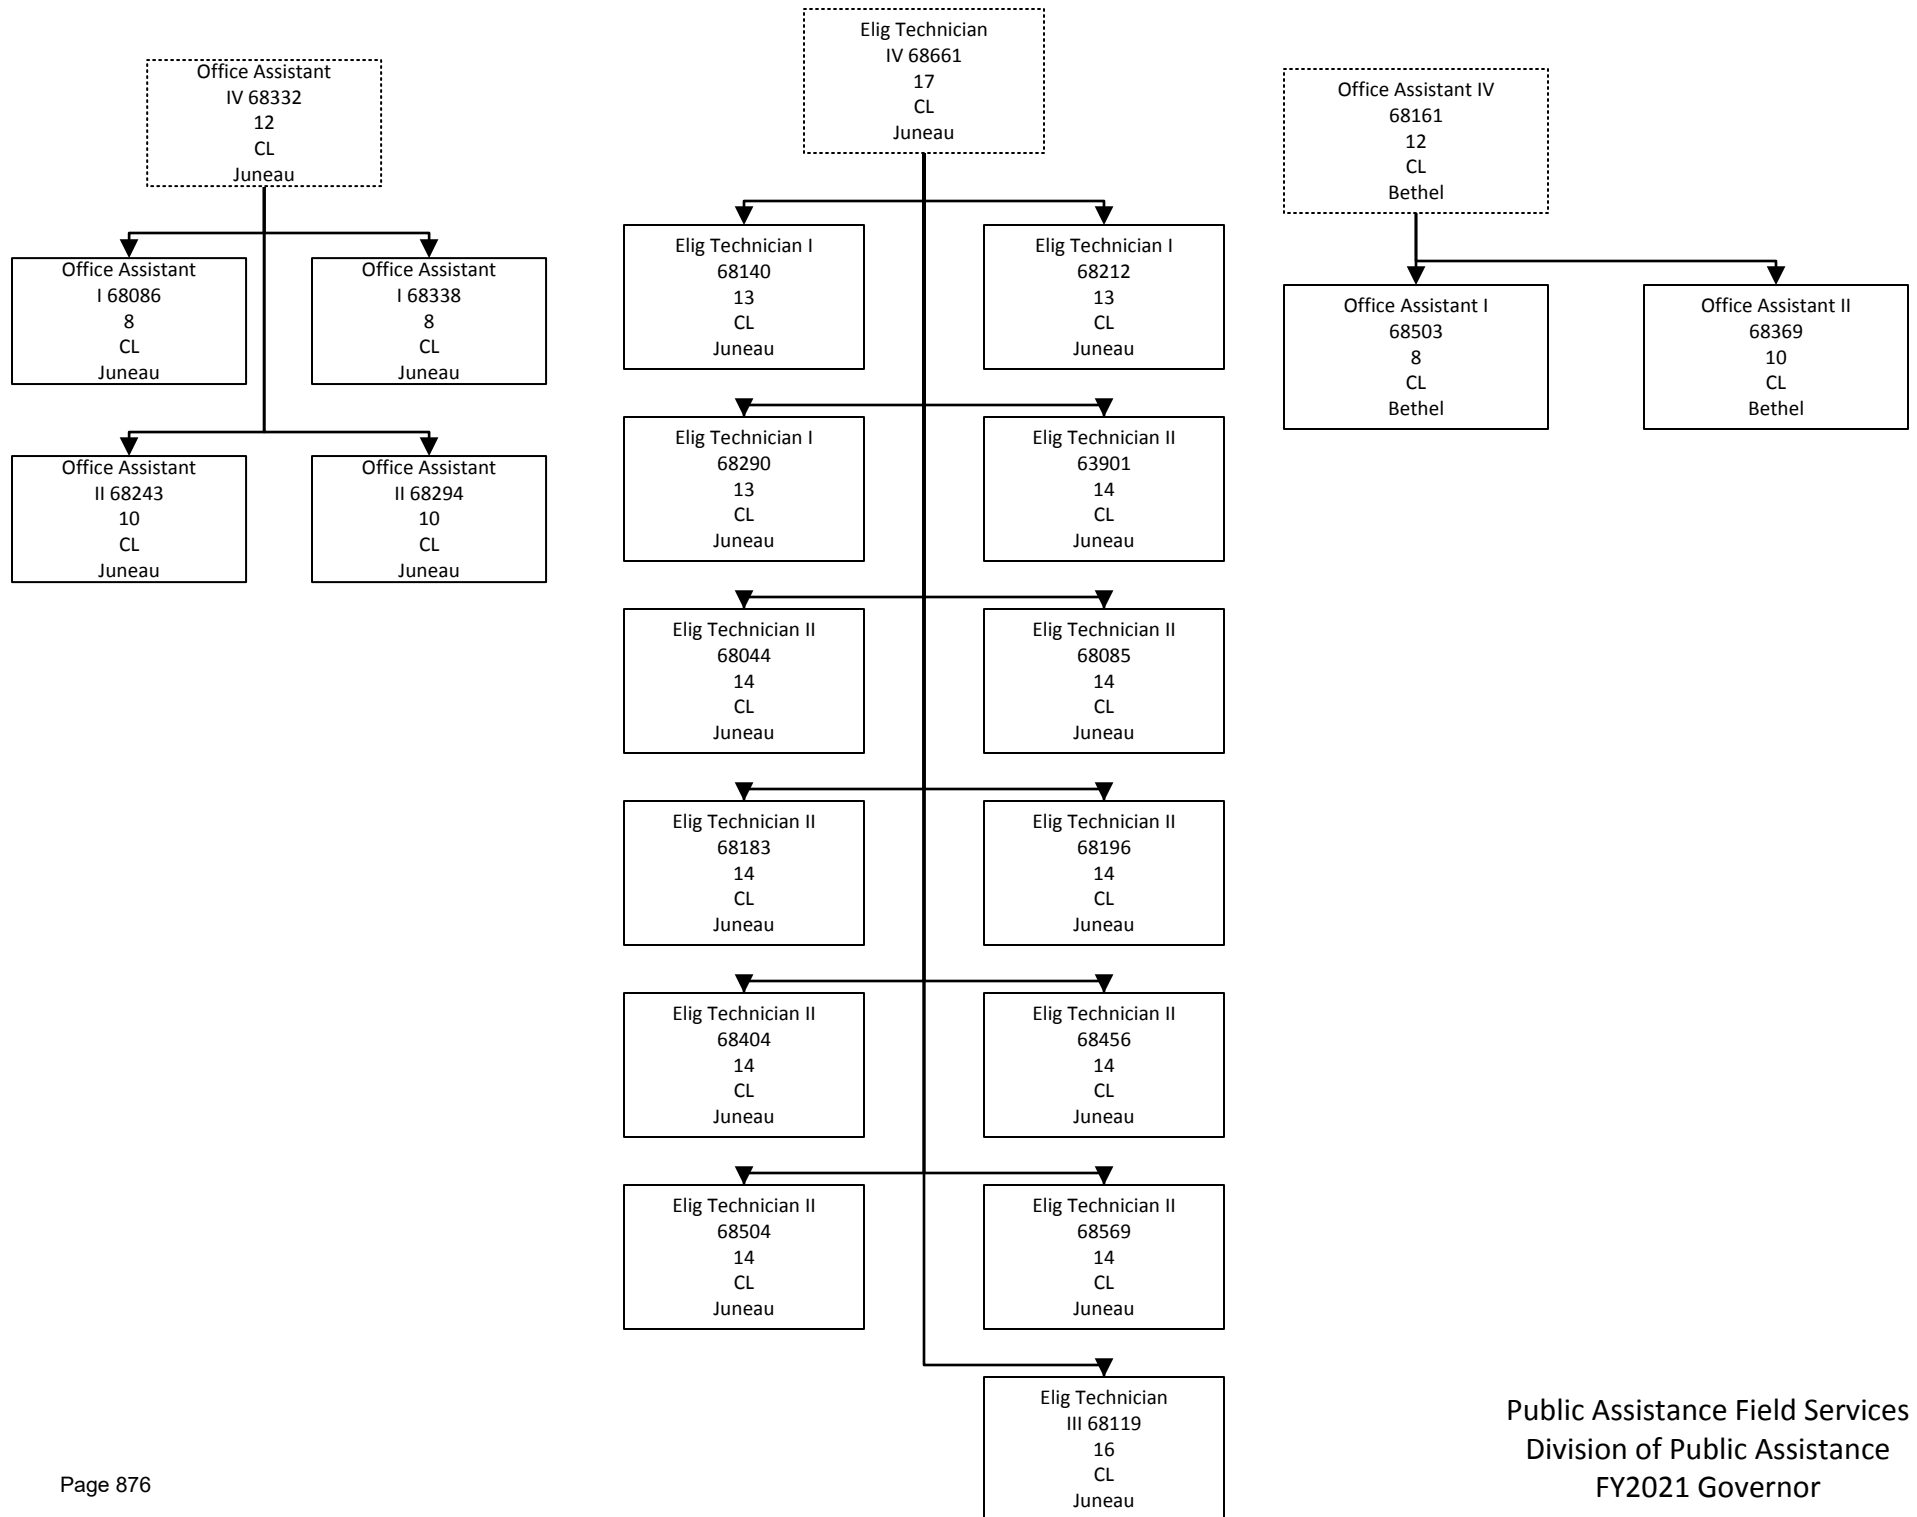 Office Assistant
IV 68332
12
CL
Juneau
Office Assistant
I 68086
8
CL
Juneau
Office Assistant
I 68338
8
CL
Juneau
Office Assistant
II 68243
10
CL
Juneau
Office Assistant
II 68294
10
CL
Juneau
Elig Technician
IV 68661
17
CL
Juneau
Elig Technician I
68140
13
CL
Juneau
Elig Technician I
68212
13
CL
Juneau
Elig Technician I
68290
13
CL
Juneau
Elig Technician II
63901
14
CL
Juneau
Elig Technician II
68044
14
CL
Juneau
Elig Technician II
68085
14
CL
Juneau
Elig Technician II
68183
14
CL
Juneau
Elig Technician II
68196
14
CL
Juneau
Elig Technician II
68404
14
CL
Juneau
Elig Technician II
68456
14
CL
Juneau
Elig Technician II
68504
14
CL
Juneau
Elig Technician II
68569
14
CL
Juneau
Elig Technician
III 68119
16
CL
Juneau
Office Assistant IV
68161
12
CL
Bethel
Office Assistant I
68503
8
CL
Bethel
Office Assistant II
68369
10
CL
Bethel
Page 876
Public Assistance Field Services
Division of Public Assistance
FY2021 Governor